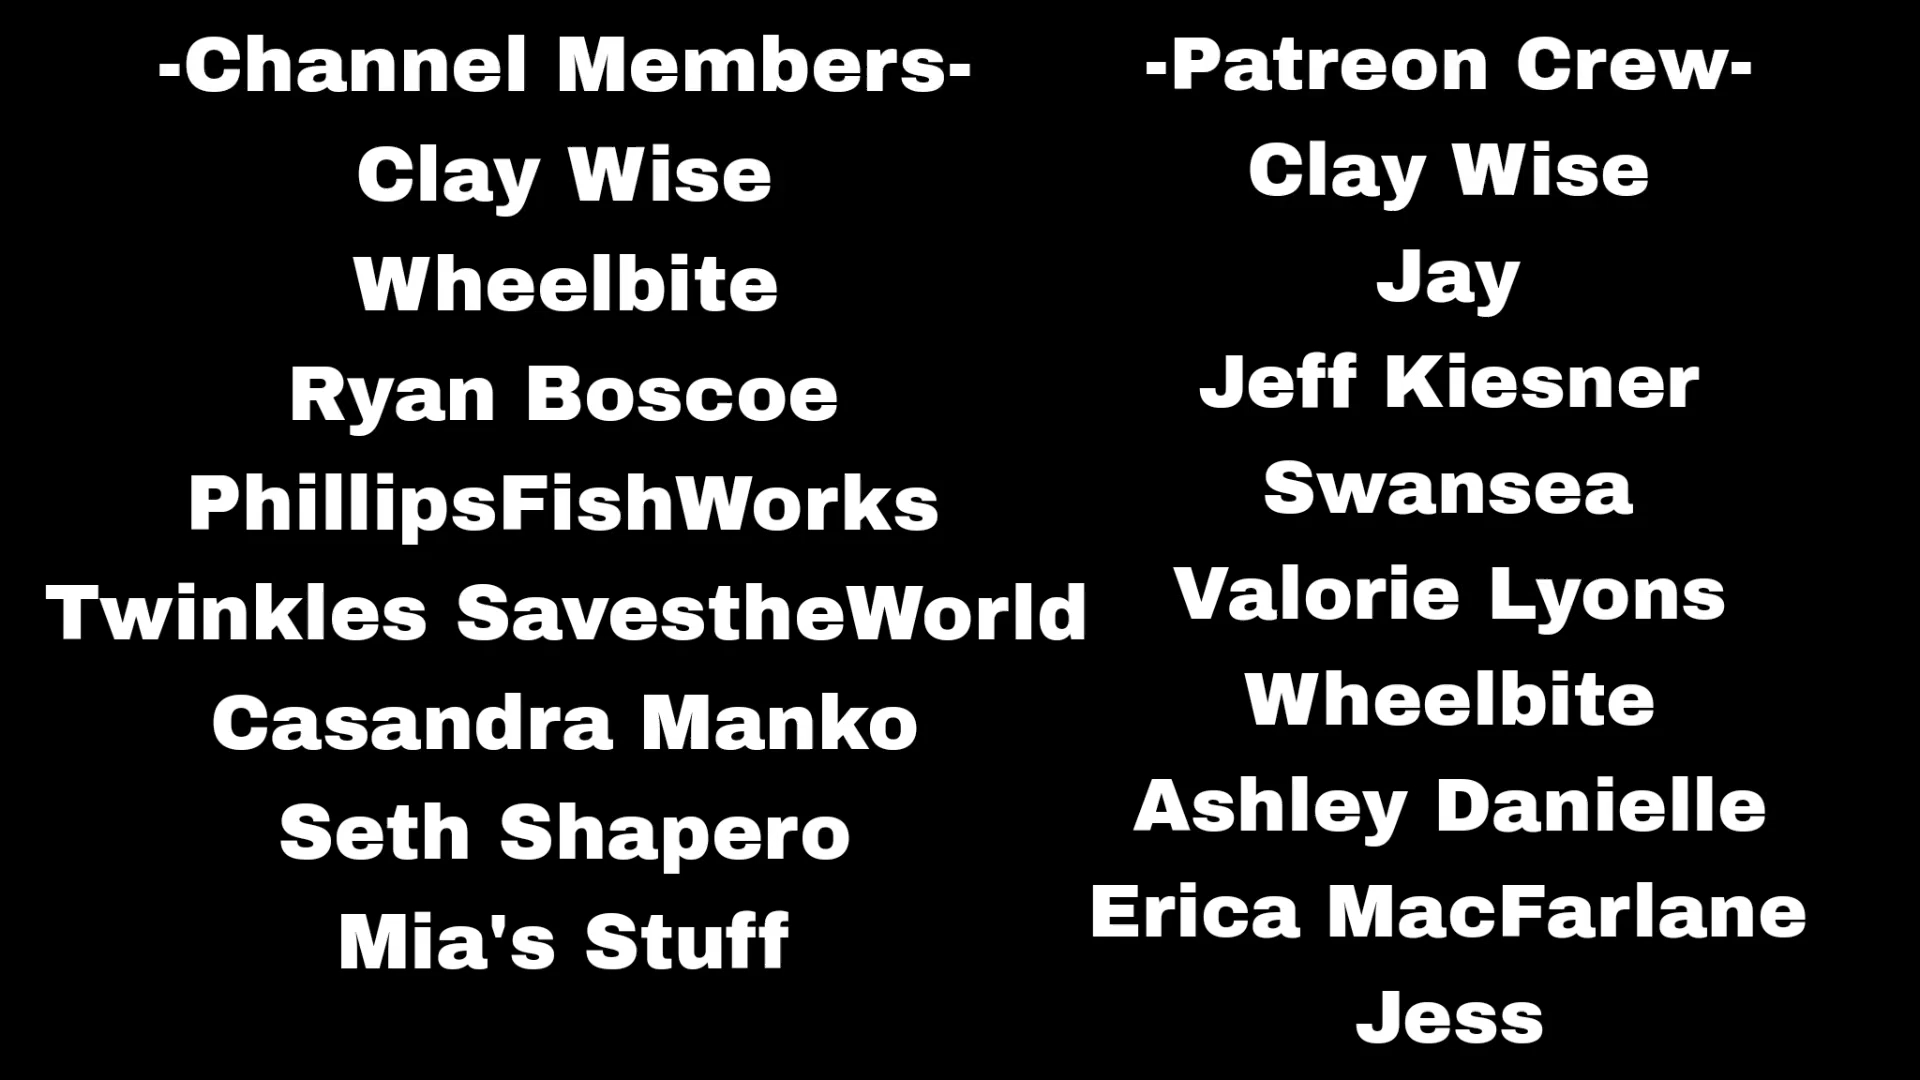 -Channel Members-
Clay Wise
Wheelbite
Ryan Boscoe
PhillipsFishWorks
Twinkles SavestheWorld
Casandra Manko
Seth Shapero
Mia's Stuff
-Patreon Crew-
Clay Wise
Jay
Jeff Kiesner
Swansea
Valorie Lyons
Wheelbite
Ashley Danielle
Erica MacFarlane
Jess